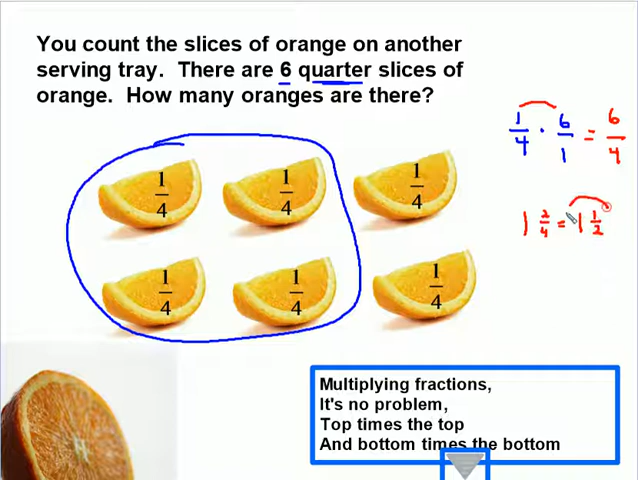 You count the slices of orange on another
serving tray. There are 6 quarter slices of
orange. How many oranges are there?
1/4 · 6/1 = 6/4
1/4 1/4 1/4
1 2/4 = 1 1/2
1/4 1/4 1/4
Multiplying fractions,
It's no problem,
Top times the top
And bottom times the bottom